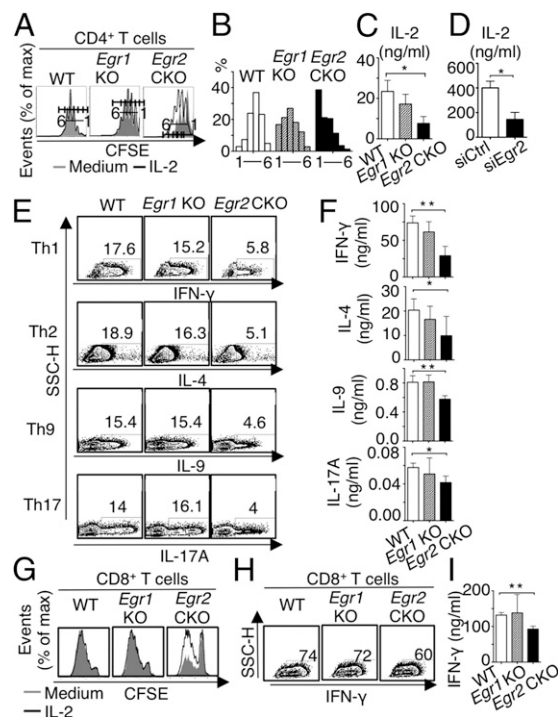 A
CD4+ T cells
WT
Egr1 KO
Egr2 CKO
Events (% of max)
6 1
6 1
6 1
CFSE
Medium IL-2
B
%
WT
Egr1 KO
Egr2 CKO
40
30
20
10
0
1—6 1—6 1—6
C
IL-2
(ng/ml)
*
40
30
20
10
0
WT
Egr1 KO
Egr2 CKO
D
IL-2
(ng/ml)
*
600
400
200
0
siCtrl
siEgr2
E
WT Egr1 KO Egr2 CKO
SSC-H
Th1
17.6 15.2 5.8
IFN-γ
Th2
18.9 16.3 5.1
IL-4
Th9
15.4 15.4 4.6
IL-9
Th17
14 16.1 4
IL-17A
F
IFN-γ
(ng/ml)
**
100
50
0
IL-4
(ng/ml)
*
30
20
10
0
IL-9
(ng/ml)
**
0.8
0.4
0.0
IL-17A
(ng/ml)
*
0.08
0.04
0.00
WT
Egr1 KO
Egr2 CKO
G
CD8+ T cells
WT
Egr1 KO
Egr2 CKO
Events
(% of max)
Medium CFSE
IL-2
H
CD8+ T cells
WT
Egr1 KO
Egr2 CKO
SSC-H
74 72 60
IFN-γ
I
IFN-γ (ng/ml)
**
200
100
0
WT
Egr1 KO
Egr2 CKO